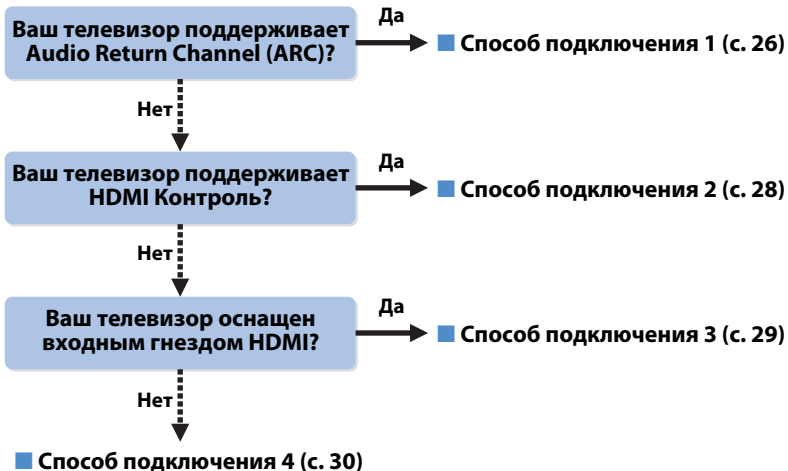 Ваш телевизор поддерживает
Audio Return Channel (ARC)?
Да
Способ подключения 1 (с. 26)
Нет
Ваш телевизор поддерживает
HDMI Контроль?
Да
Способ подключения 2 (с. 28)
Нет
Ваш телевизор оснащен
входным гнездом HDMI?
Да
Способ подключения 3 (с. 29)
Нет
Способ подключения 4 (с. 30)